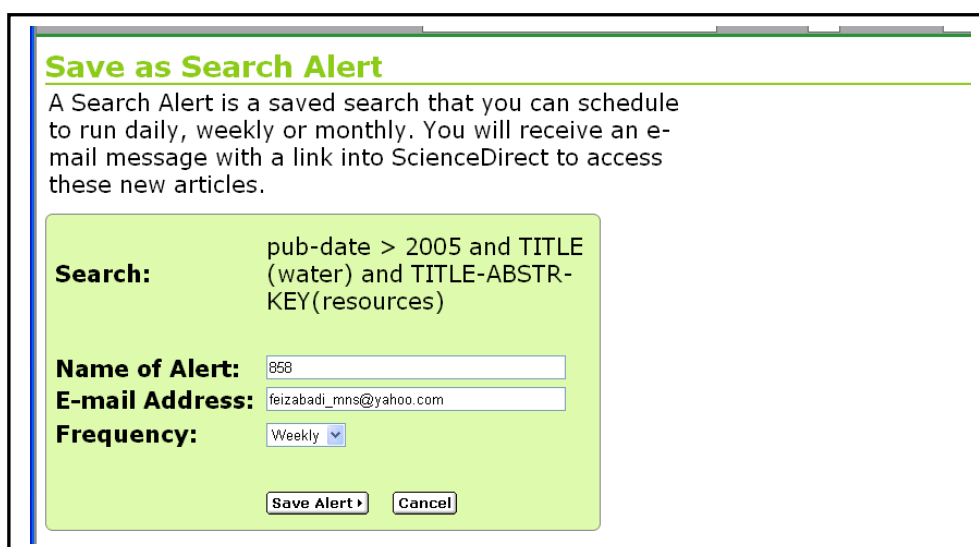 Save as Search Alert
A Search Alert is a saved search that you can schedule
to run daily, weekly or monthly. You will receive an e-
mail message with a link into ScienceDirect to access
these new articles.
Search:
pub-date > 2005 and TITLE
(water) and TITLE-ABSTR-
KEY(resources)
Name of Alert: 858
E-mail Address: feizabadi_mns@yahoo.com
Frequency: Weekly
Save Alert Cancel